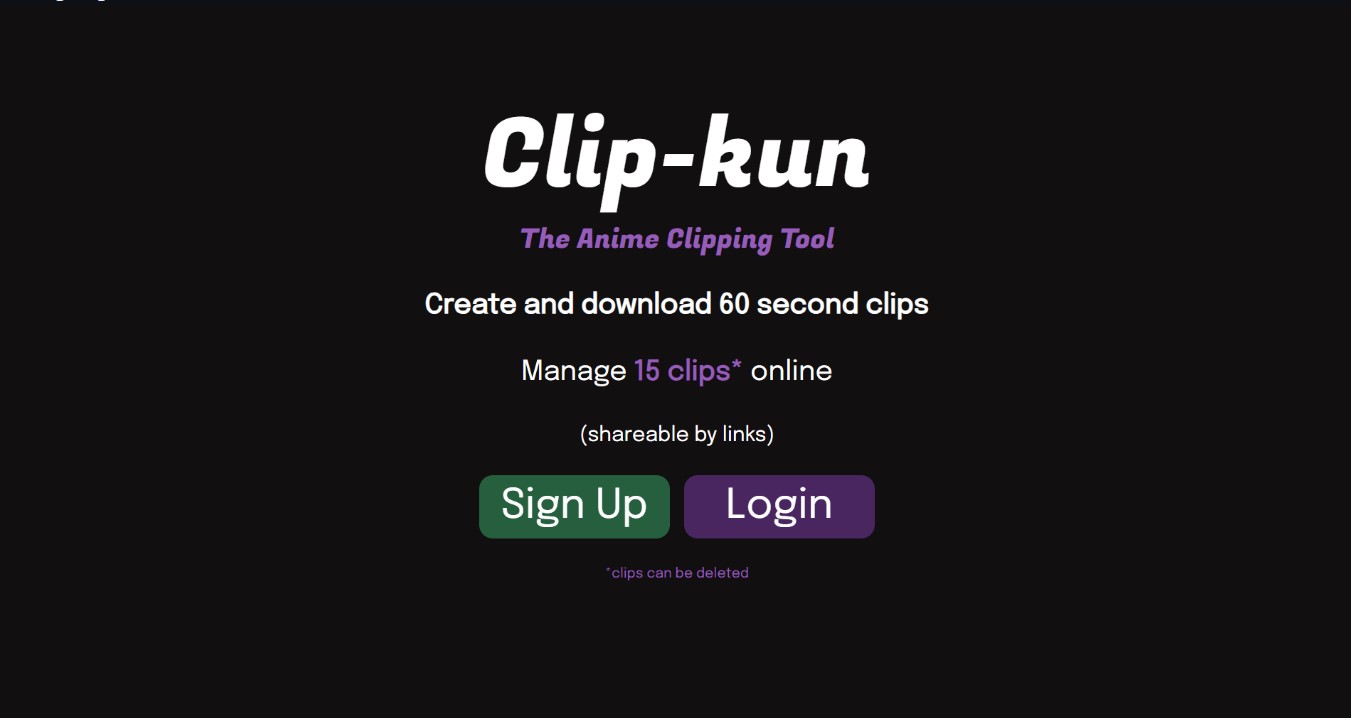 Clip-kun
The Anime Clipping Tool
Create and download 60 second clips
Manage 15 clips* online
(shareable by links)
Sign Up
Login
*clips can be deleted